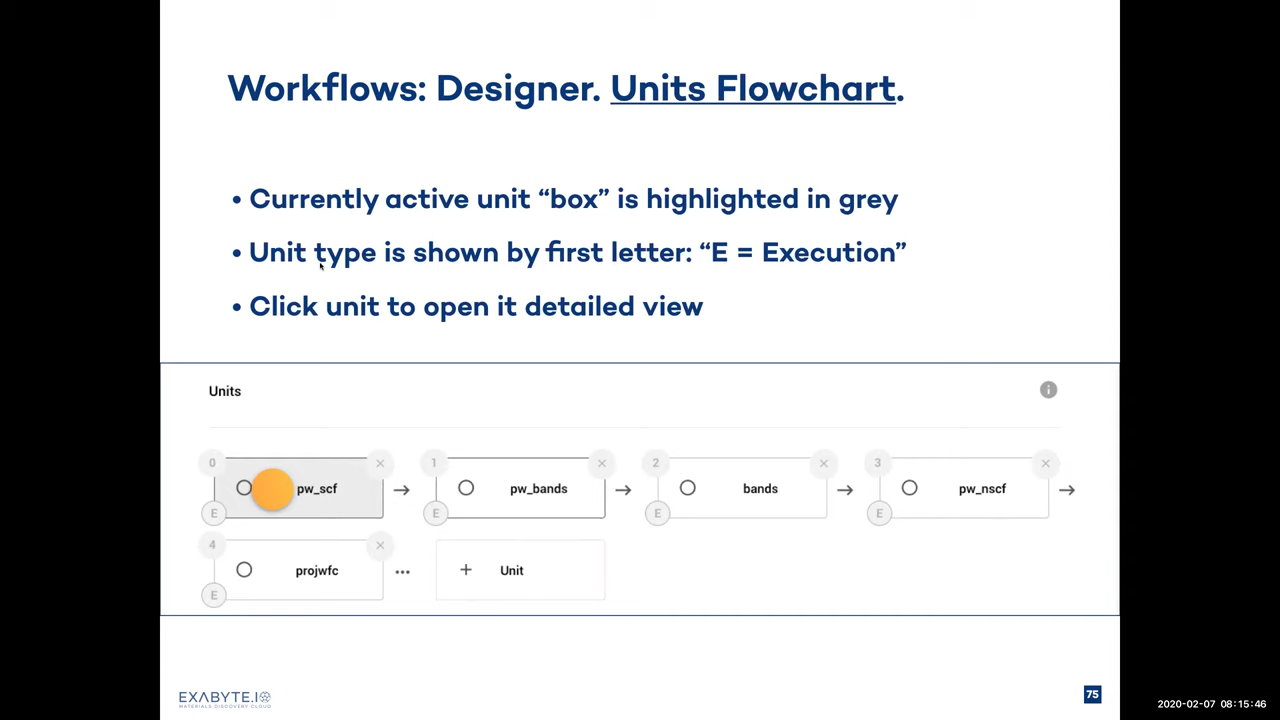 Workflows: Designer. Units Flowchart.
• Currently active unit “box” is highlighted in grey
• Unit type is shown by first letter: “E = Execution”
• Click unit to open it detailed view
Units
0 pw_scf E
1 pw_bands E
2 bands E
3 pw_nscf E
4 projwfc E
+ Unit
EXABYTE.IO
MATERIALS DISCOVERY CLOUD
75
2020-02-07 08:15:46